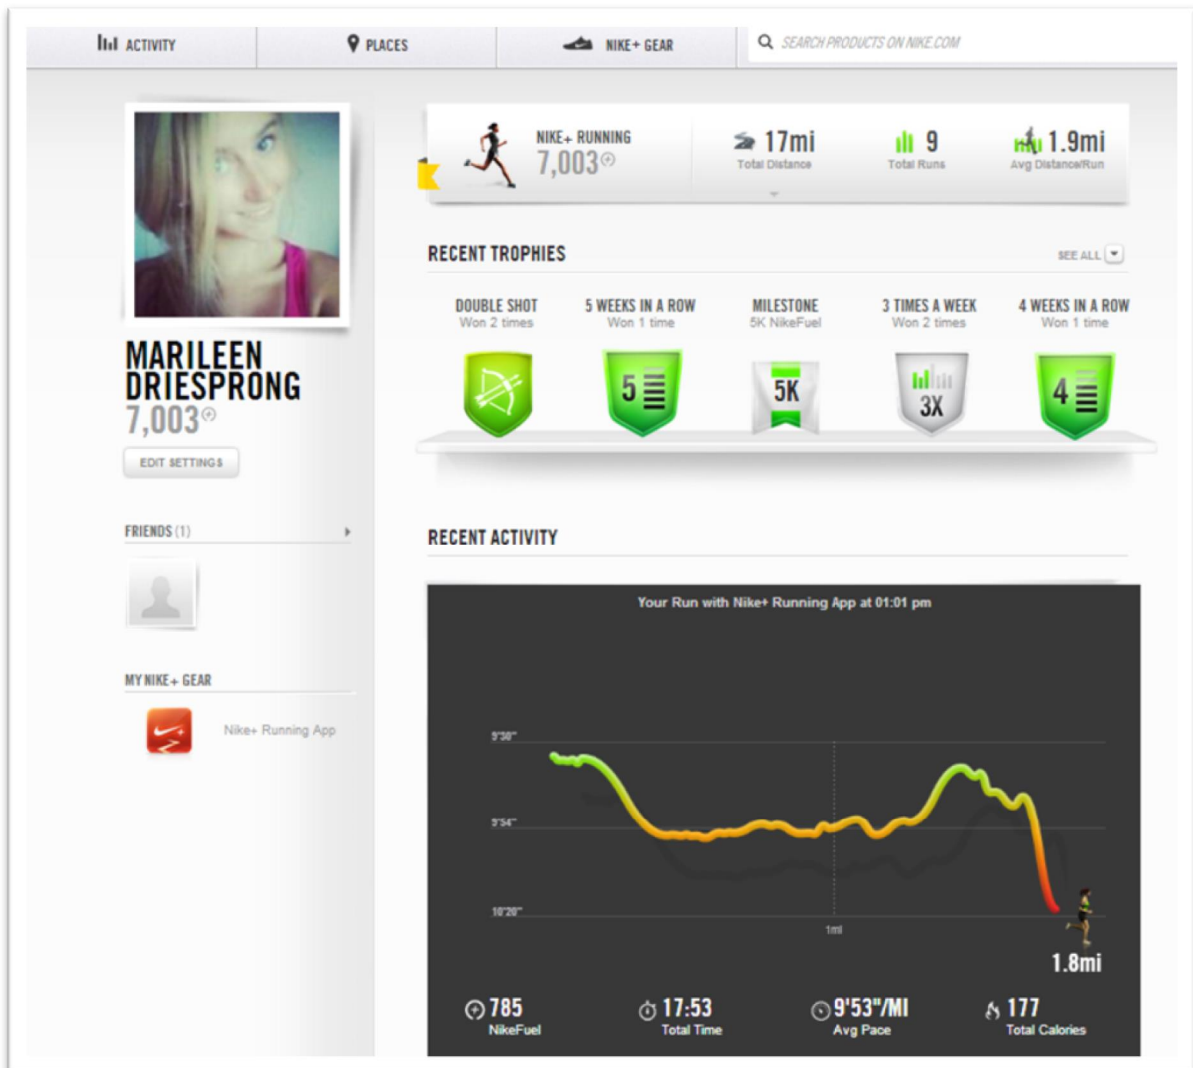 ACTIVITY
PLACES
NIKE+ GEAR
SEARCH PRODUCTS ON NIKE.COM
NIKE+ RUNNING
7,003
17mi
Total Distance
9
Total Runs
1.9mi
Avg Distance/Run
MARILEEN
DRIESPRONG
7,003
EDIT SETTINGS
FRIENDS (1)
MY NIKE+ GEAR
Nike+ Running App
RECENT TROPHIES
SEE ALL
DOUBLE SHOT
Won 2 times
5 WEEKS IN A ROW
Won 1 time
MILESTONE
5K NikeFuel
3 TIMES A WEEK
Won 2 times
4 WEEKS IN A ROW
Won 1 time
5
5K
3X
4
RECENT ACTIVITY
Your Run with Nike+ Running App at 01:01 pm
9'54"
10'20"
1mi
1.8mi
785
NikeFuel
17:53
Total Time
9'53"/MI
Avg Pace
177
Total Calories